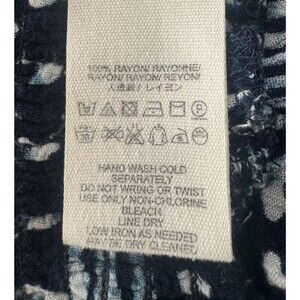 100% RAYON/ RAYONNE/
RAYON/ RAYON/ REYON/
人造絲/ レイヨン
HAND WASH COLD
SEPARATELY
DO NOT WRING OR TWIST
USE ONLY NON-CHLORINE
BLEACH
LINE DRY
LOW IRON AS NEEDED
MAY BE DRY CLEANED